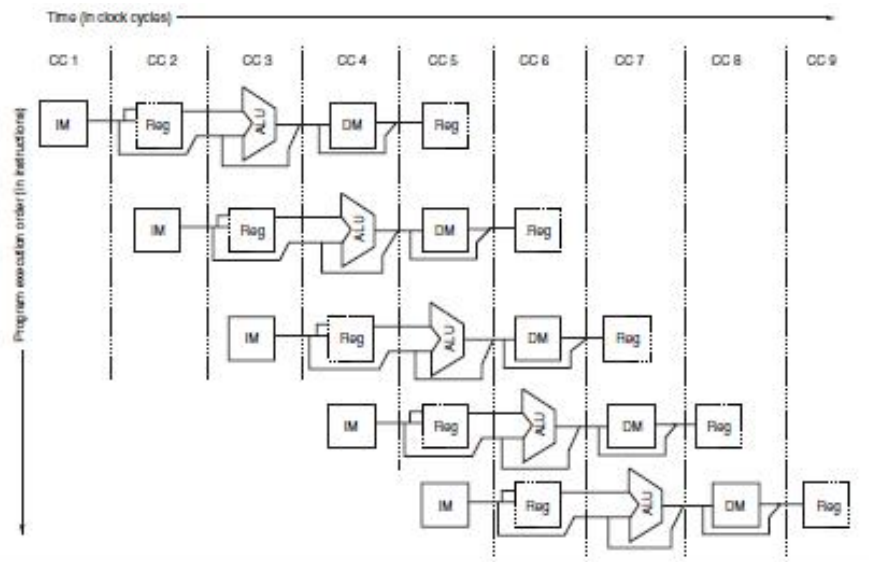 Time (in clock cycles)
CC 1 CC 2 CC 3 CC 4 CC 5 CC 6 CC 7 CC 8 CC 9
Program execution order (in instructions)
IM Reg ALU DM Reg
IM Reg ALU DM Reg
IM Reg ALU DM Reg
IM Reg ALU DM Reg
IM Reg ALU DM Reg